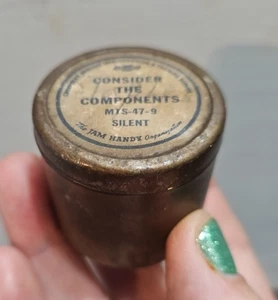 CONSIDER
THE
COMPONENTS
MTS-47-9
SILENT
The JAM HANDY Organization